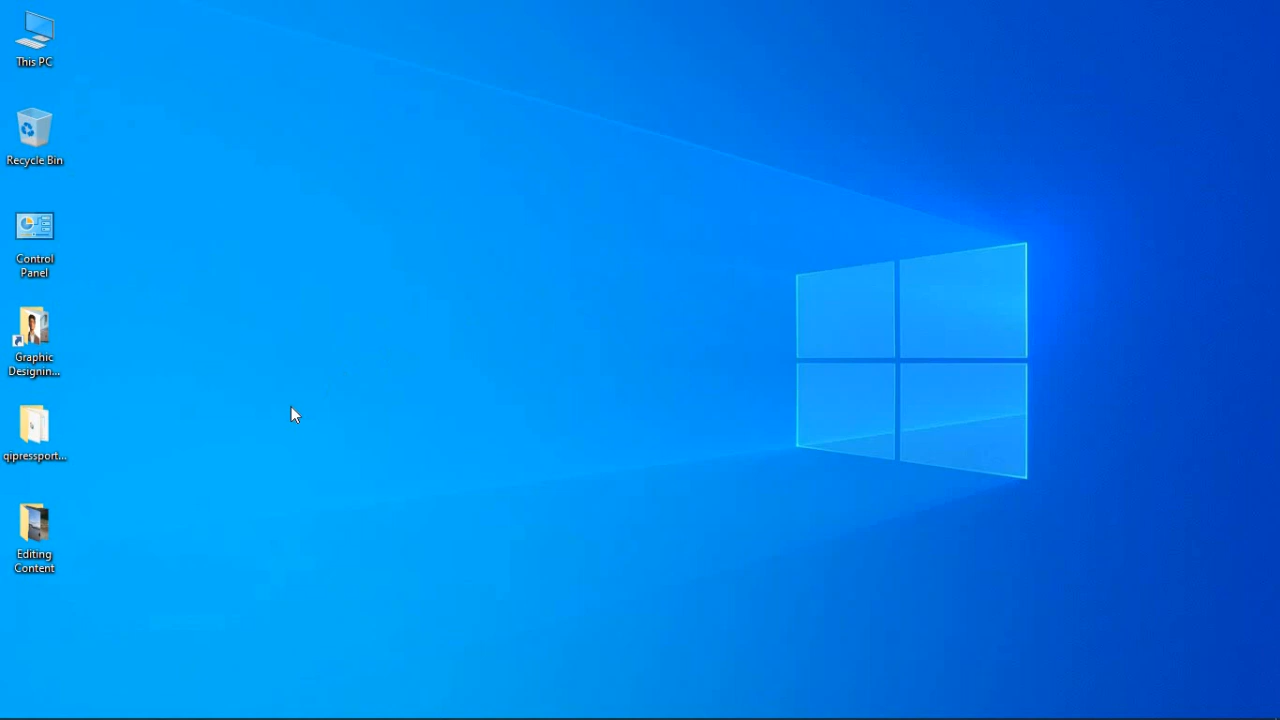 This PC
Recycle Bin
Control
Panel
Graphic
Designin...
qipressport...
Editing
Content